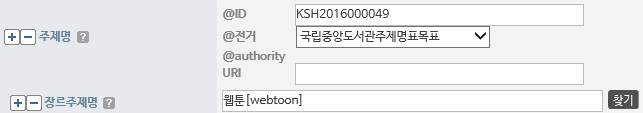 @ID KSH2016000049
주제명 ? @전거 국립중앙도서관주제명표목표
@authority
URI
장르주제명 ? 웹툰[webtoon] 찾기